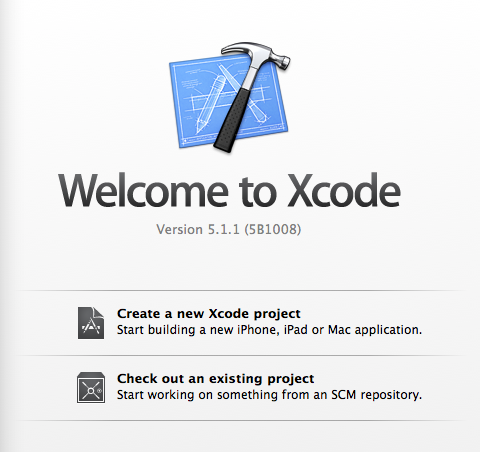 Welcome to Xcode
Version 5.1.1 (5B1008)
Create a new Xcode project
Start building a new iPhone, iPad or Mac application.
Check out an existing project
Start working on something from an SCM repository.